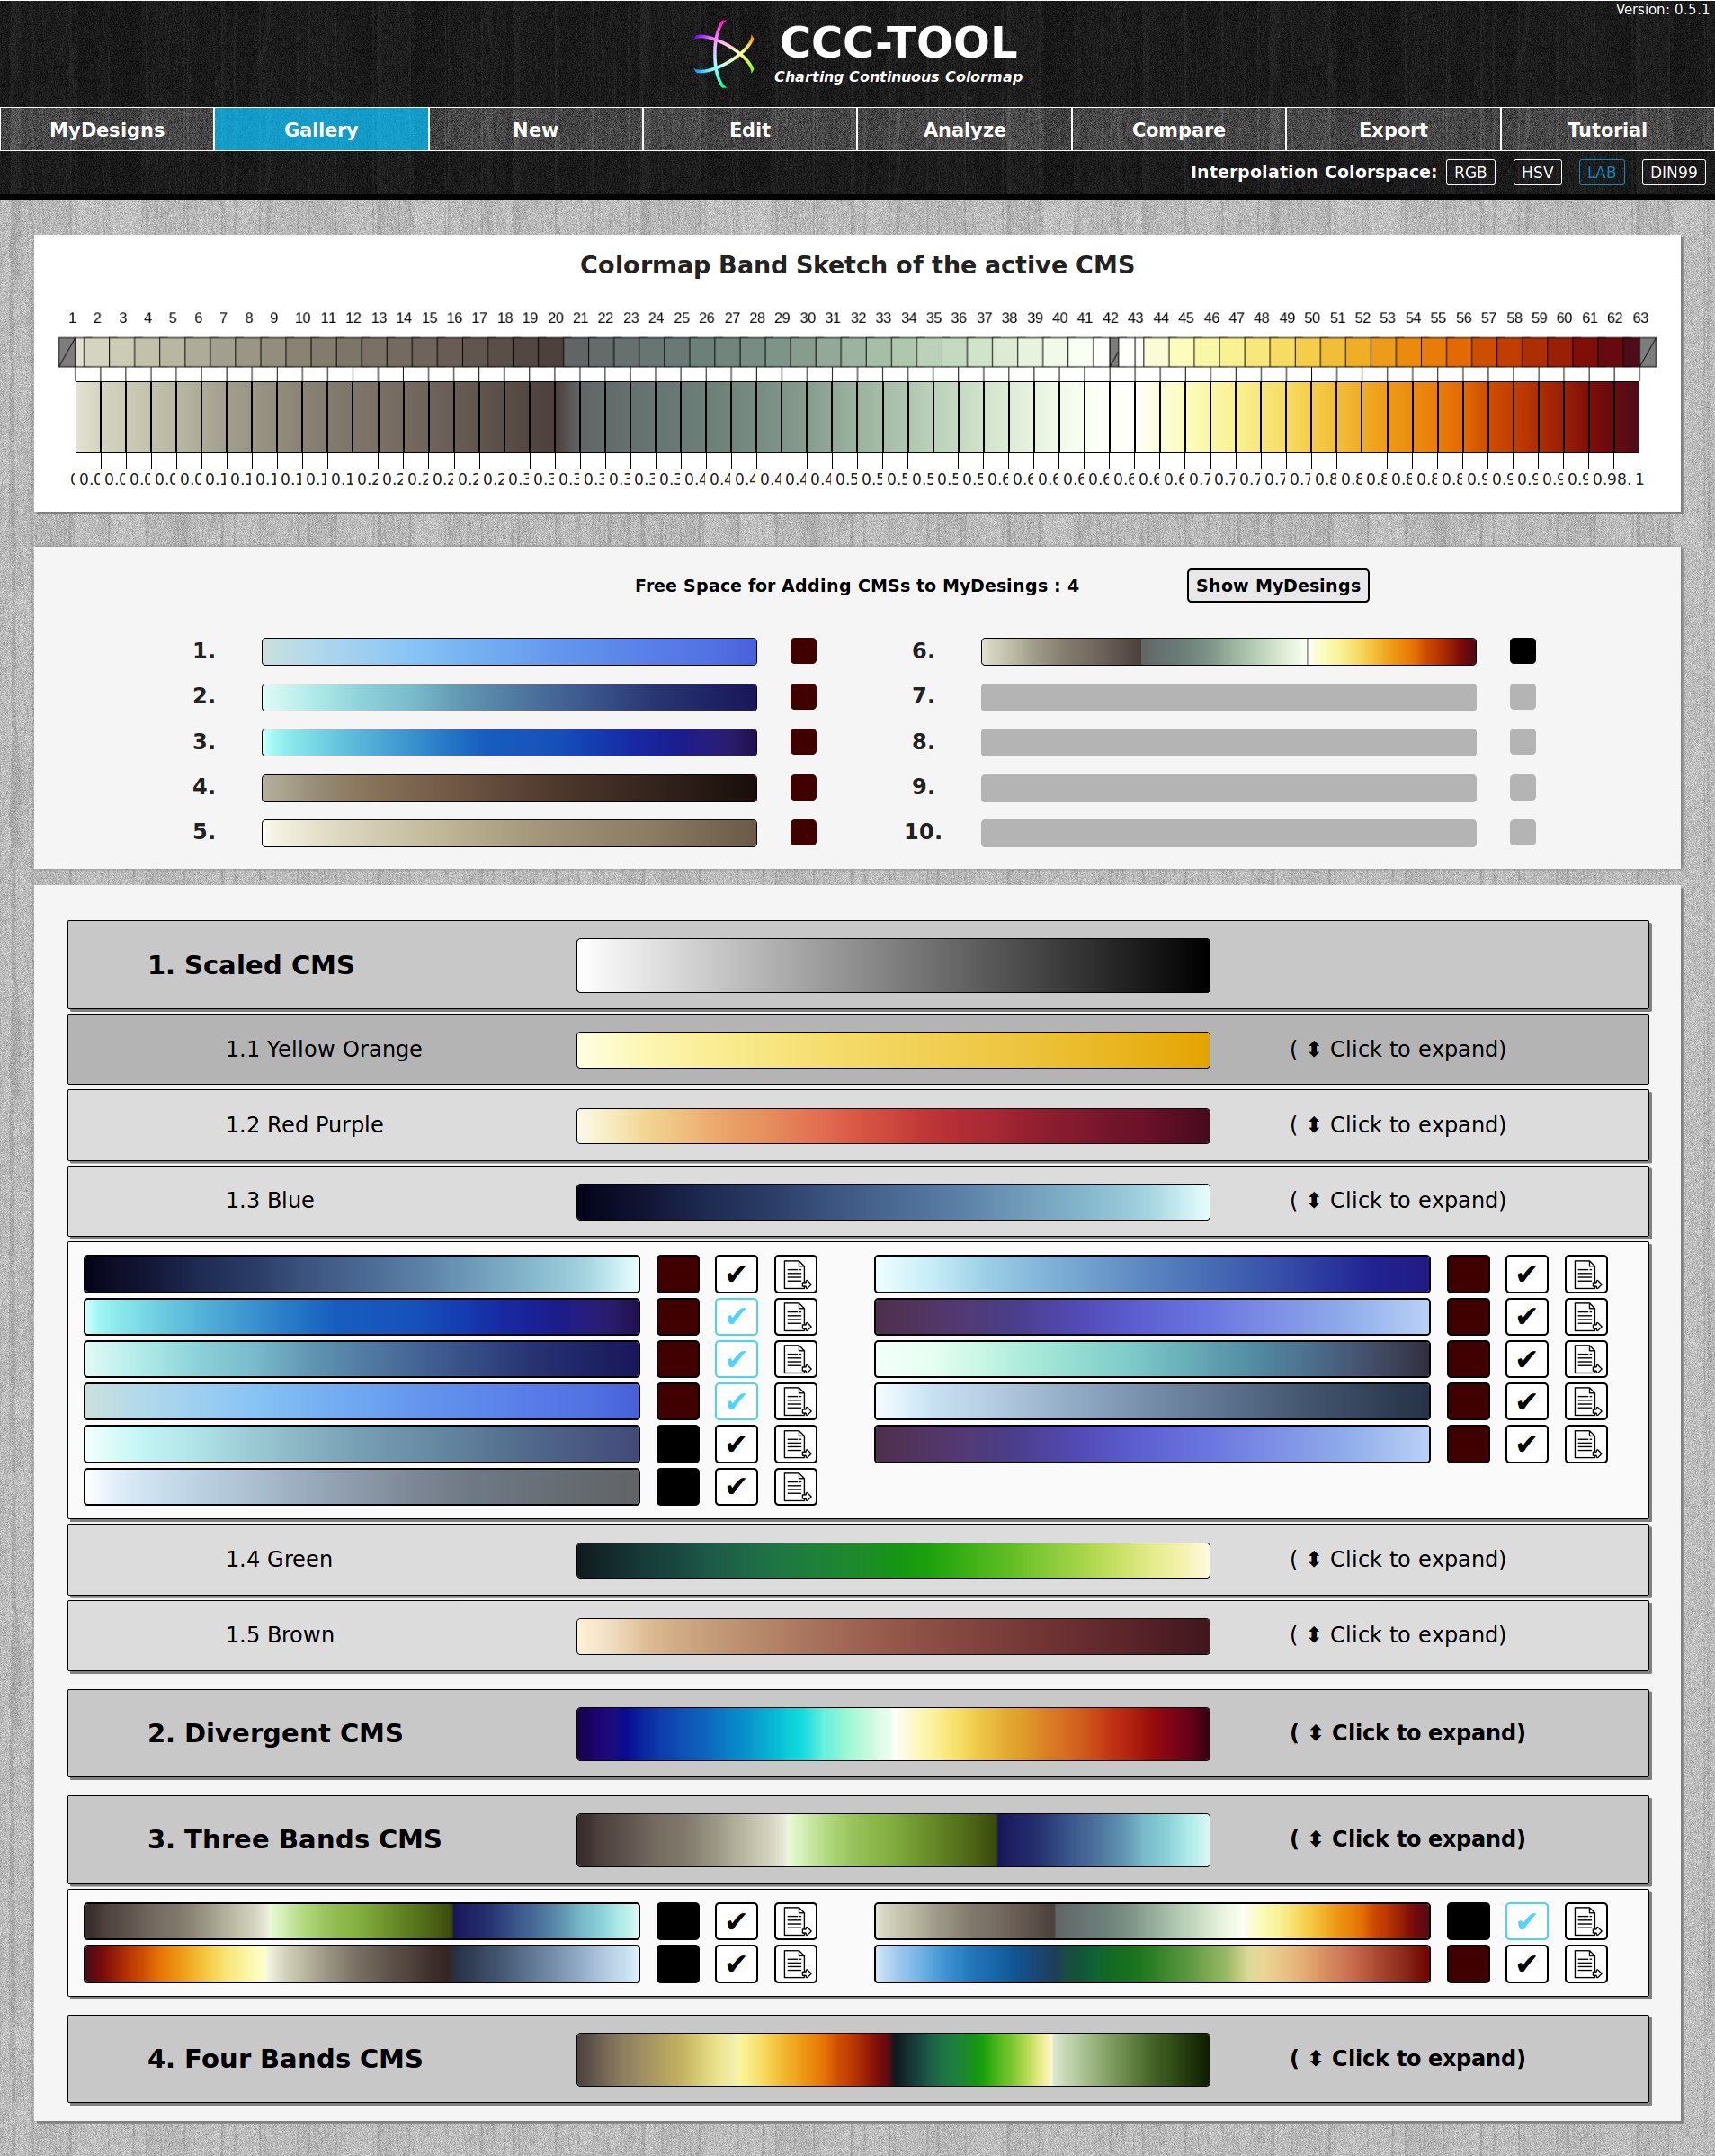 Version: 0.5.1
CCC-TOOL
Charting Continuous Colormap
MyDesigns Gallery New Edit Analyze Compare Export Tutorial
Interpolation Colorspace: RGB HSV LAB DIN99
Colormap Band Sketch of the active CMS
1 2 3 4 5 6 7 8 9 10 11 12 13 14 15 16 17 18 19 20 21 22 23 24 25 26 27 28 29 30 31 32 33 34 35 36 37 38 39 40 41 42 43 44 45 46 47 48 49 50 51 52 53 54 55 56 57 58 59 60 61 62 63
0.98. 1
Free Space for Adding CMSs to MyDesings : 4 Show MyDesings
1. 6.
2. 7.
3. 8.
4. 9.
5. 10.
1. Scaled CMS
1.1 Yellow Orange ( ⬍ Click to expand)
1.2 Red Purple ( ⬍ Click to expand)
1.3 Blue ( ⬍ Click to expand)
1.4 Green ( ⬍ Click to expand)
1.5 Brown ( ⬍ Click to expand)
2. Divergent CMS ( ⬍ Click to expand)
3. Three Bands CMS ( ⬍ Click to expand)
4. Four Bands CMS ( ⬍ Click to expand)